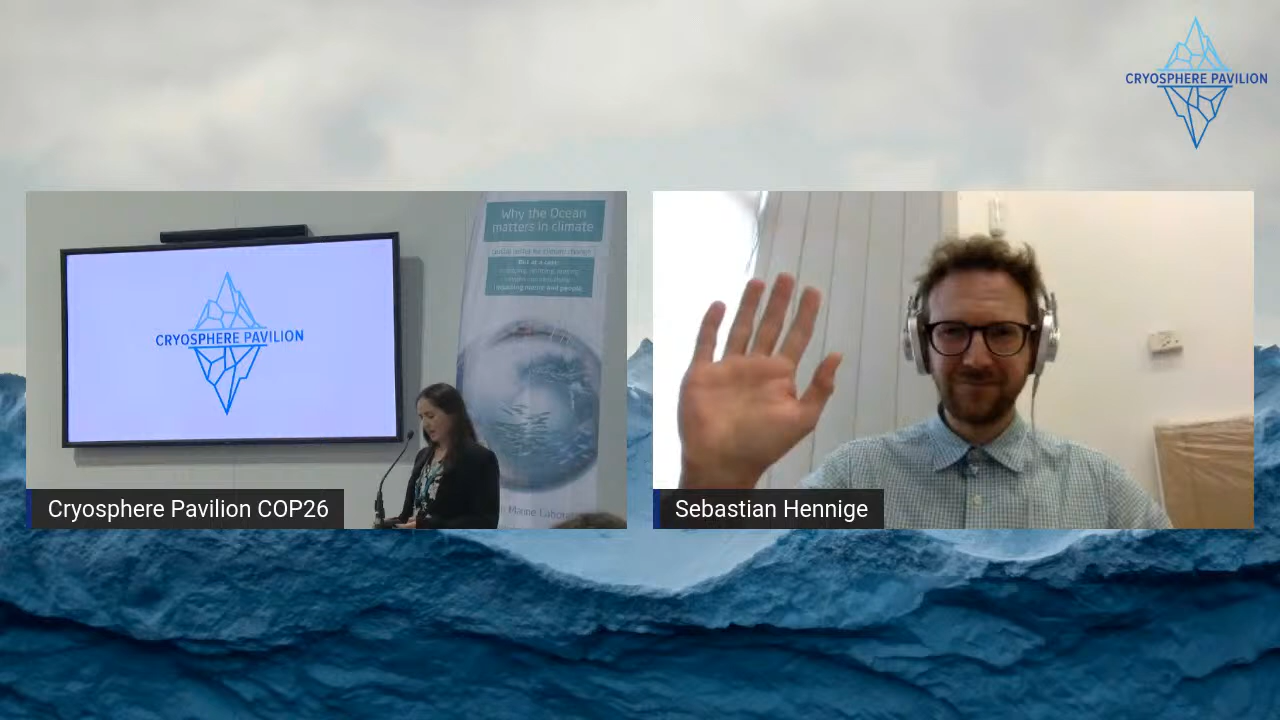 CRYOSPHERE PAVILION
Why the Ocean
matters in climate
CRYOSPHERE PAVILION
Cryosphere Pavilion COP26
Sebastian Hennige